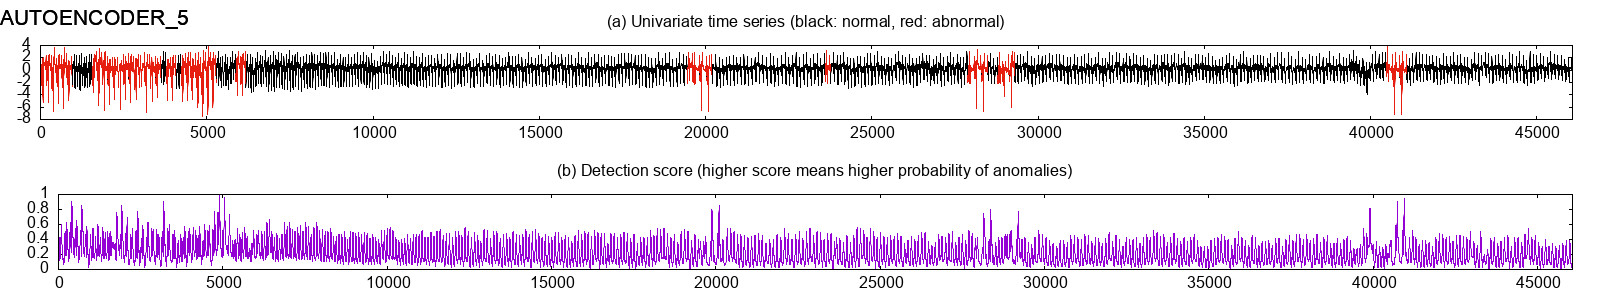 AUTOENCODER_5
(a) Univariate time series (black: normal, red: abnormal)
4
2
0
-2
-4
-6
-8
0 5000 10000 15000 20000 25000 30000 35000 40000 45000
(b) Detection score (higher score means higher probability of anomalies)
1
0.8
0.6
0.4
0.2
0
0 5000 10000 15000 20000 25000 30000 35000 40000 45000